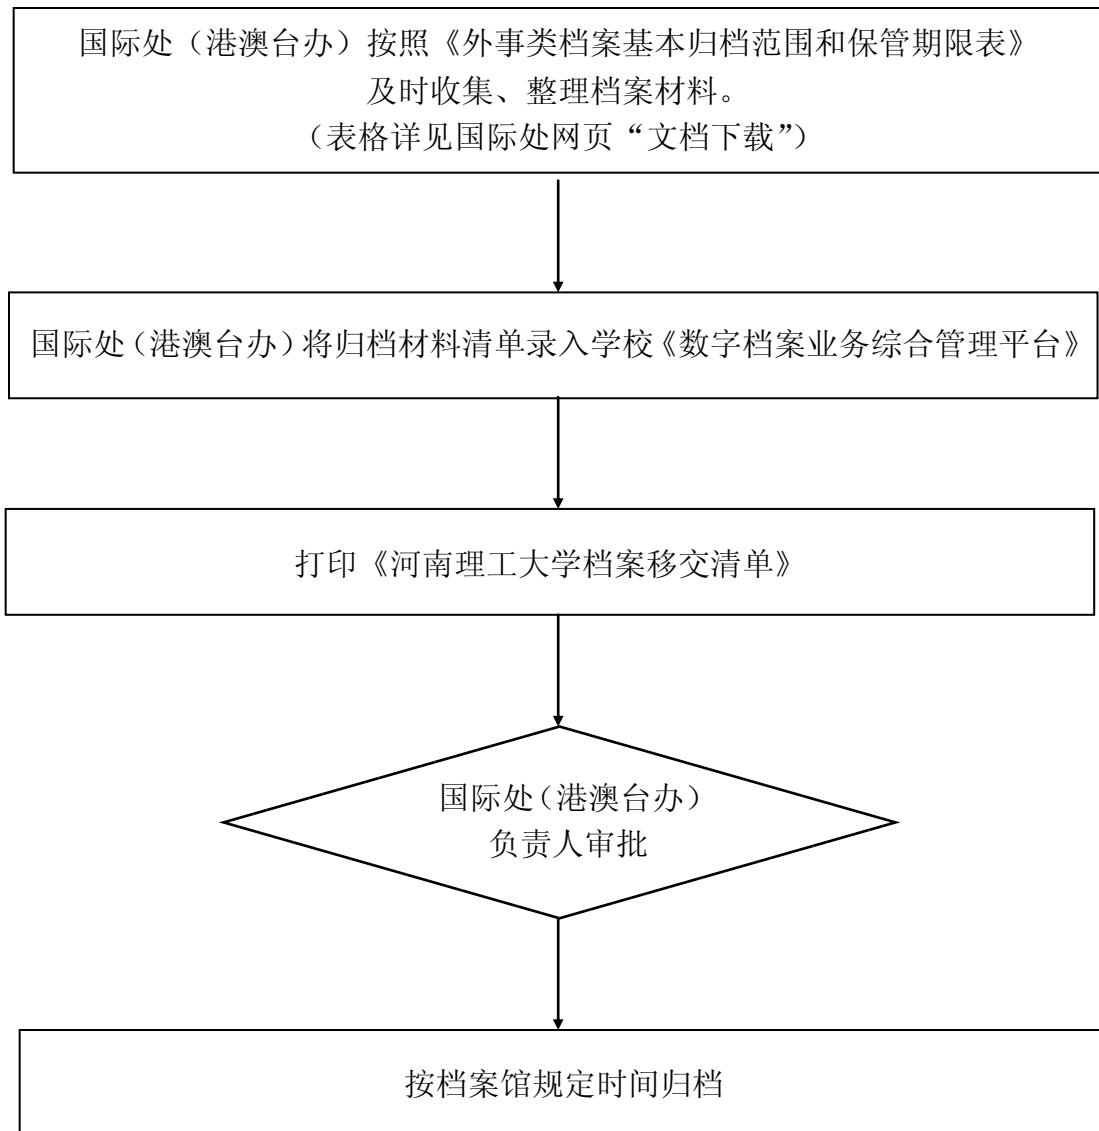 国际处（港澳台办）按照《外事类档案基本归档范围和保管期限表》
及时收集、整理档案材料。
（表格详见国际处网页“文档下载”）
国际处（港澳台办）将归档材料清单录入学校《数字档案业务综合管理平台》
打印《河南理工大学档案移交清单》
国际处（港澳台办）
负责人审批
按档案馆规定时间归档